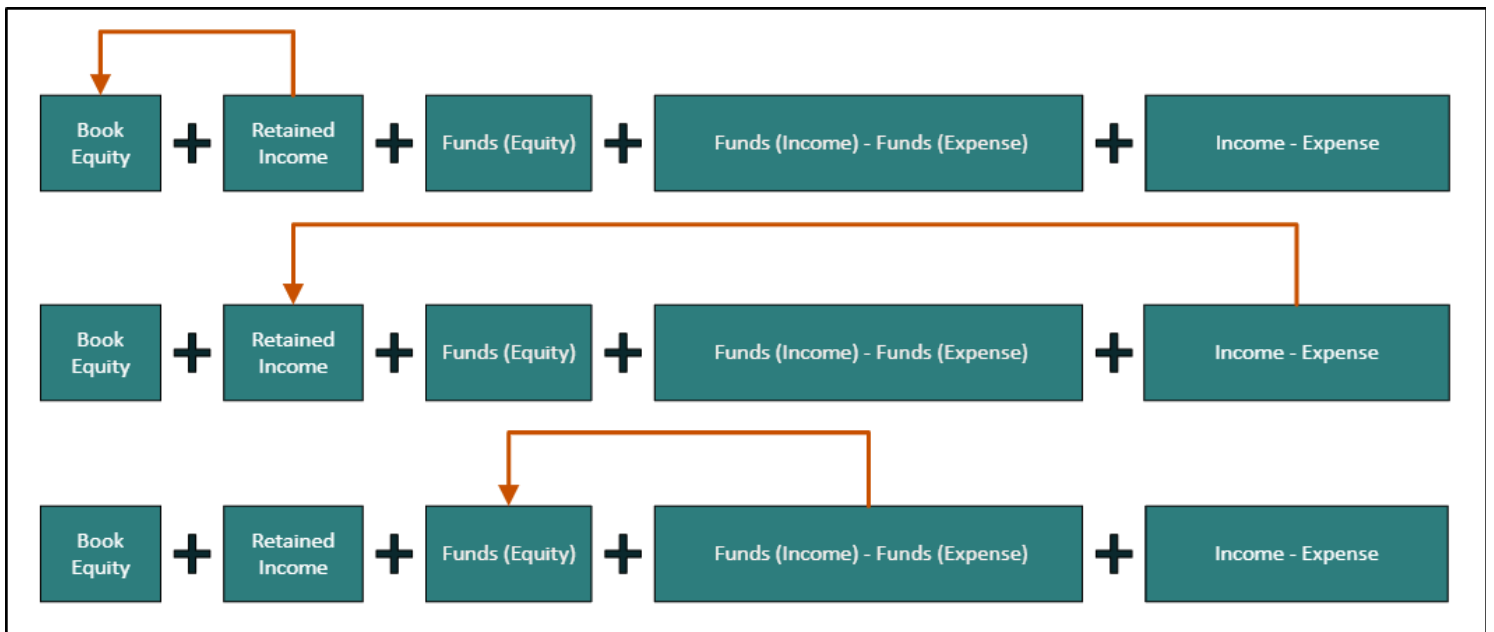 Book
Equity
+
Retained
Income
+
Funds (Equity)
+
Funds (Income) - Funds (Expense)
+
Income - Expense
Book
Equity
+
Retained
Income
+
Funds (Equity)
+
Funds (Income) - Funds (Expense)
+
Income - Expense
Book
Equity
+
Retained
Income
+
Funds (Equity)
+
Funds (Income) - Funds (Expense)
+
Income - Expense